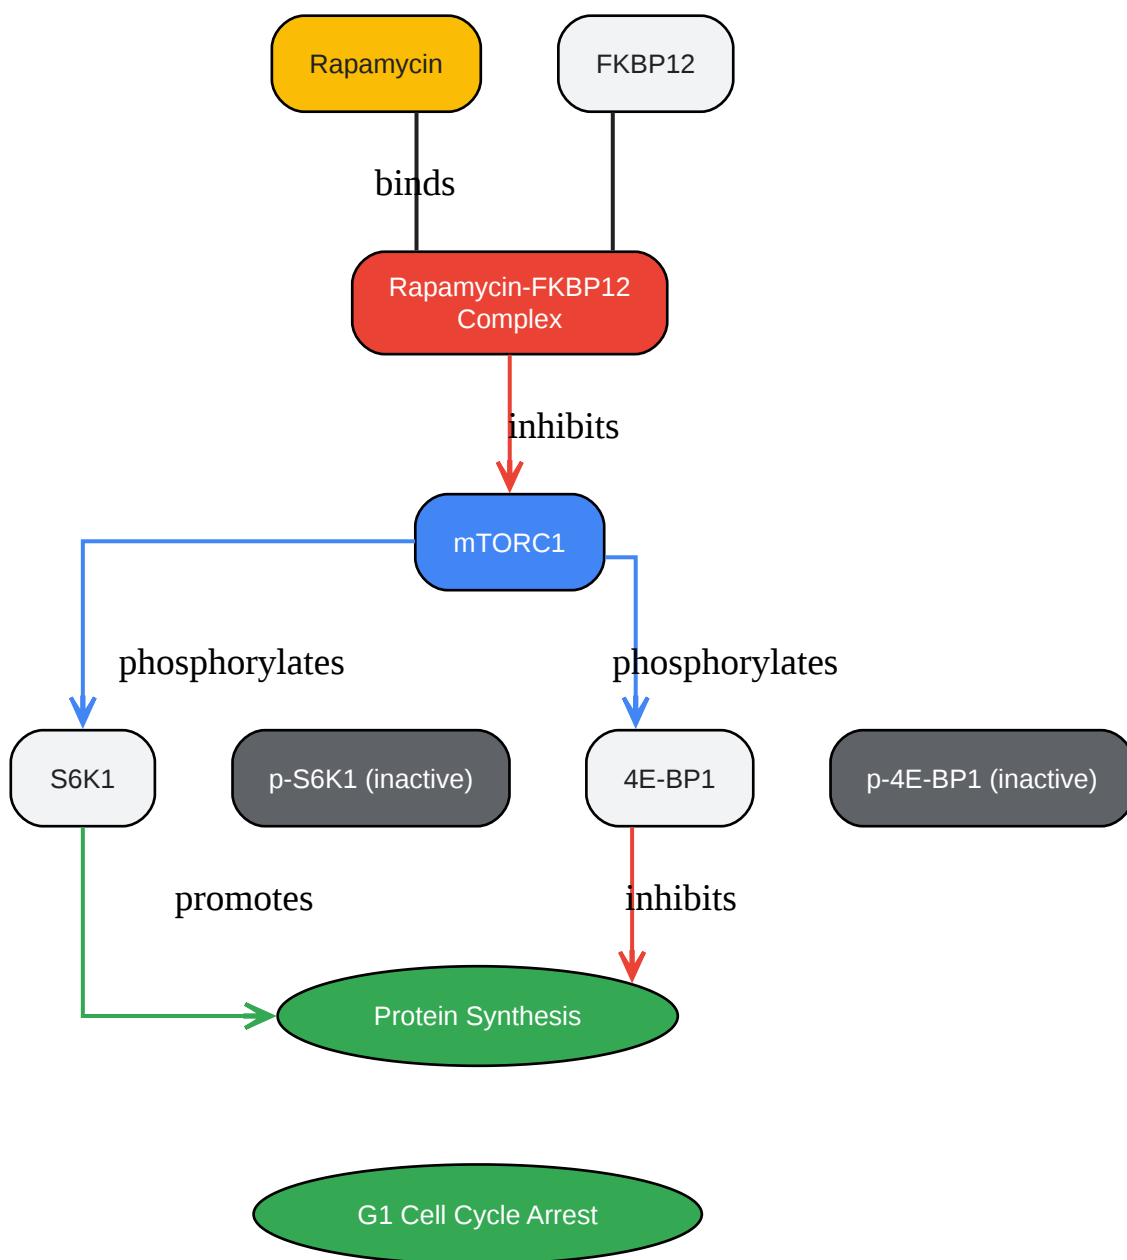 Rapamycin
FKBP12
binds
Rapamycin-FKBP12
Complex
inhibits
mTORC1
phosphorylates
phosphorylates
S6K1
p-S6K1 (inactive)
4E-BP1
p-4E-BP1 (inactive)
promotes
inhibits
Protein Synthesis
G1 Cell Cycle Arrest